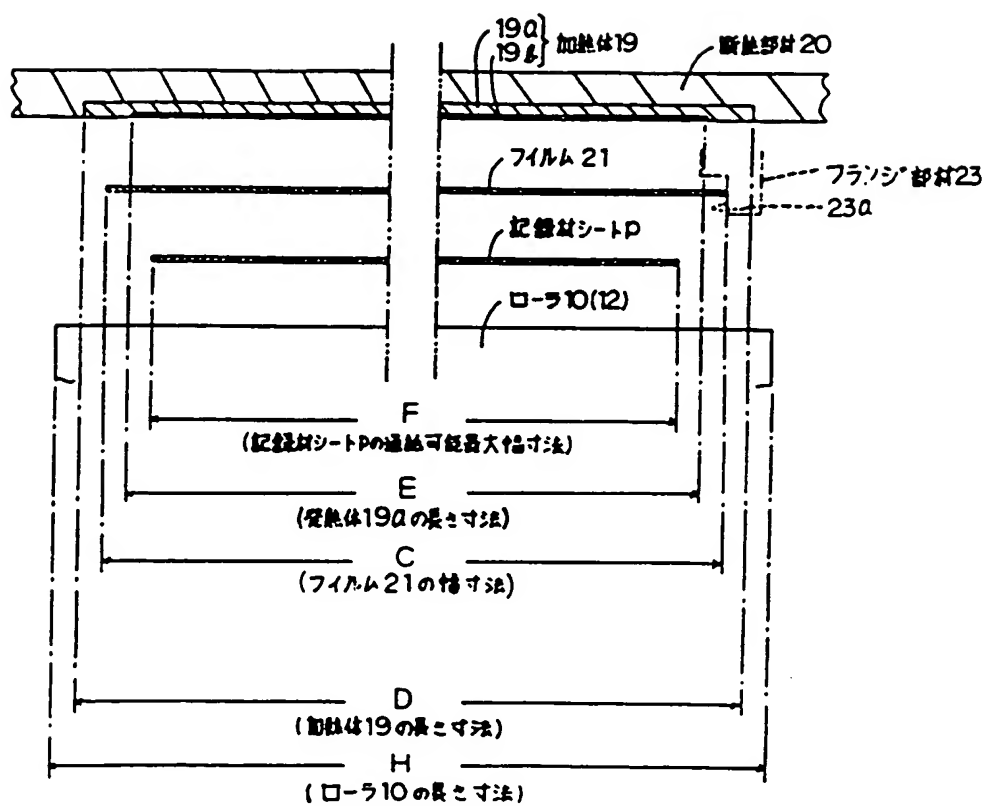 19a
19b
加熱体19
断熱部材20
フイルム21
フランジ部材23
23a
記録材シートP
ローラ10(12)
F
(記録材シートPの通紙可能最大幅寸法)
E
(発熱体19aの長さ寸法)
C
(フイルム21の幅寸法)
D
(加熱体19の長さ寸法)
H
(ローラ10の長さ寸法)